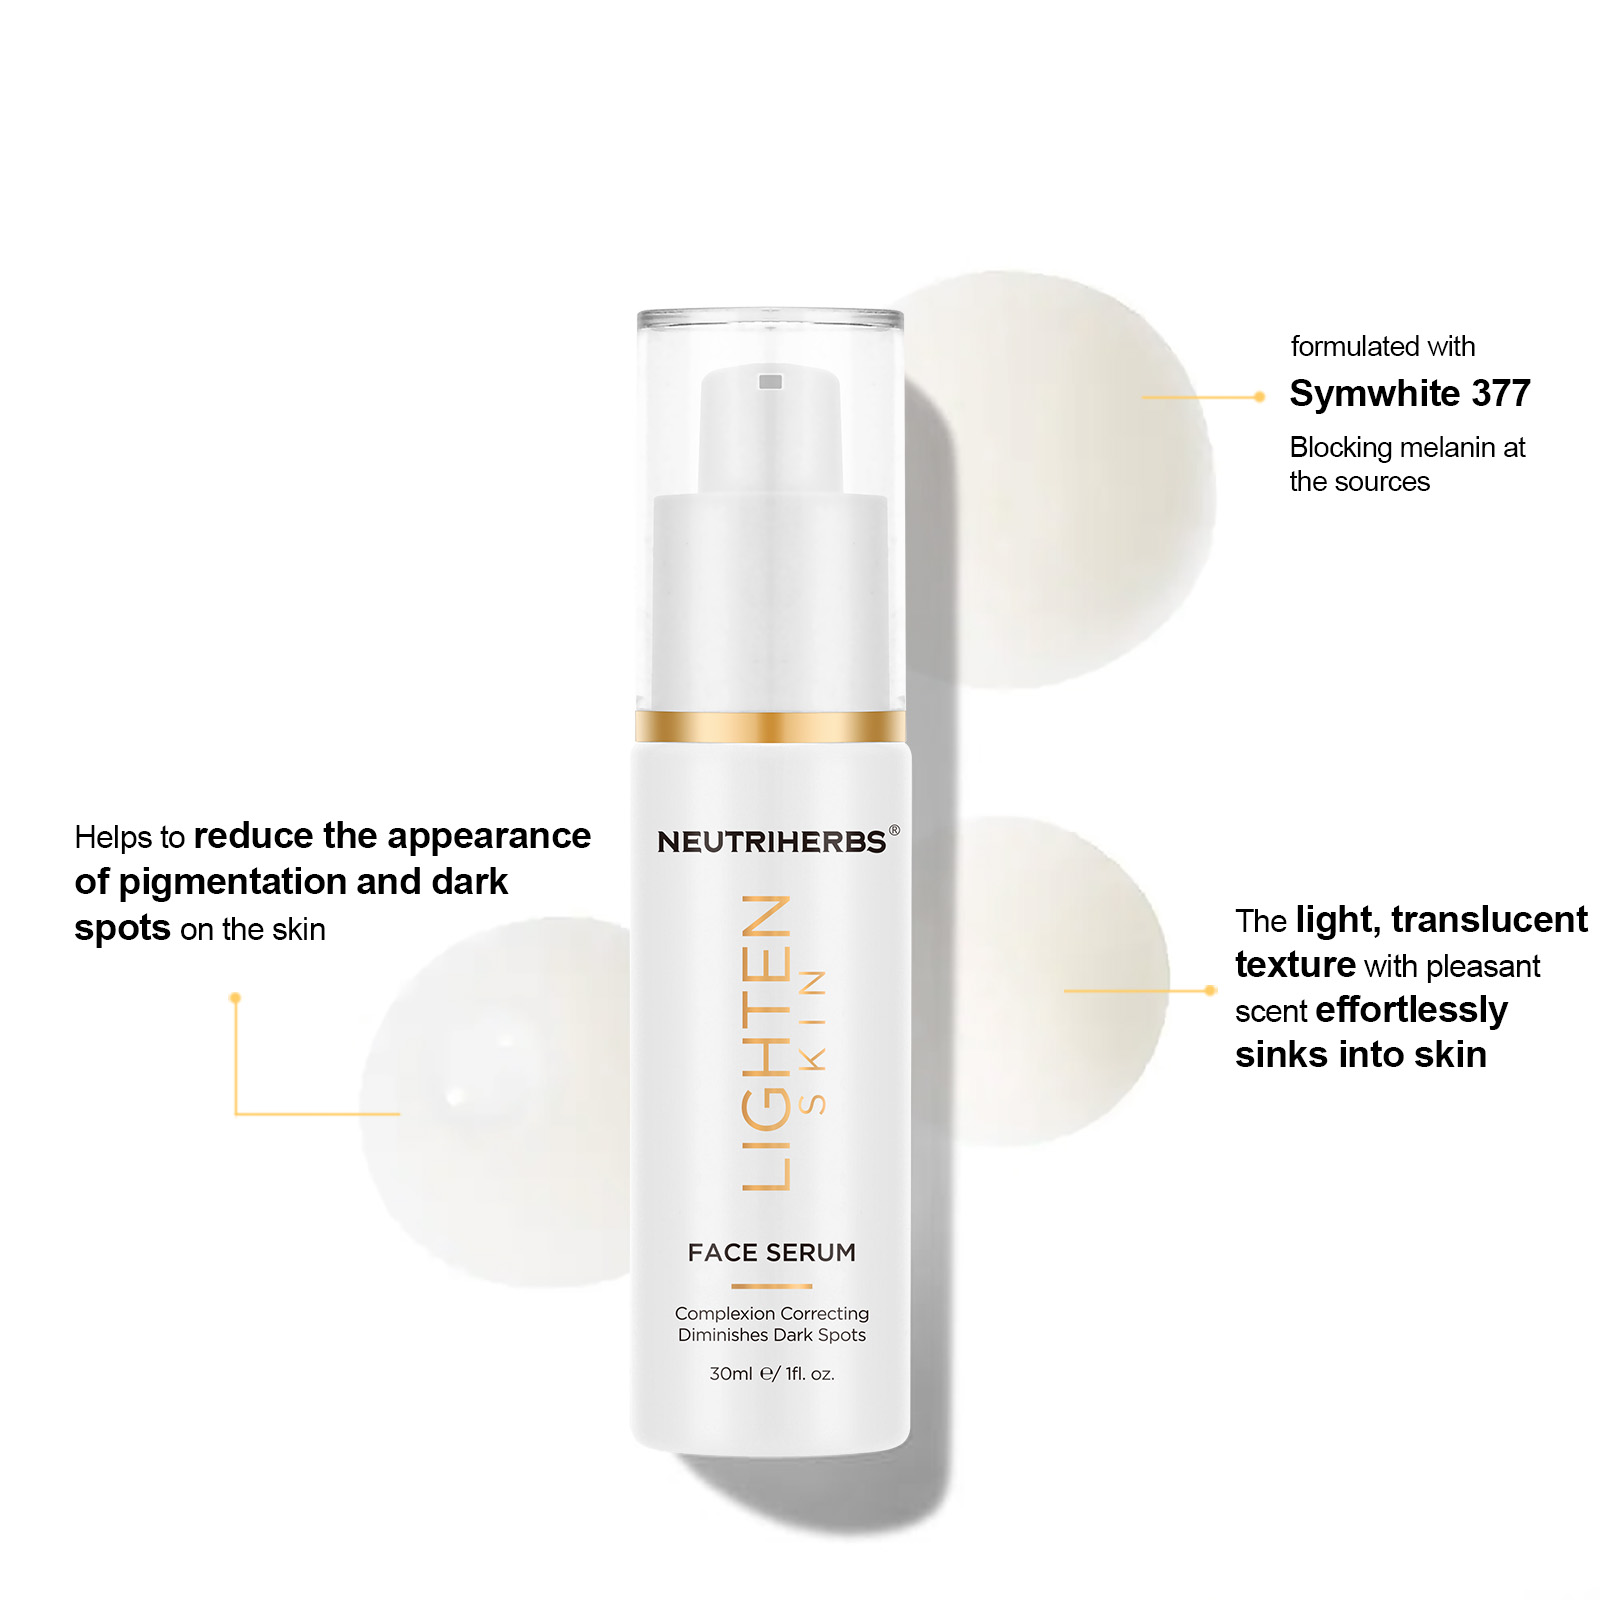 formulated with
Symwhite 377
Blocking melanin at
the sources
Helps to reduce the appearance
of pigmentation and dark
spots on the skin
NEUTRIHERBS®
LIGHTEN
SKIN
FACE SERUM
Complexion Correcting
Diminishes Dark Spots
30ml ℮/ 1fl. oz.
The light, translucent
texture with pleasant
scent effortlessly
sinks into skin